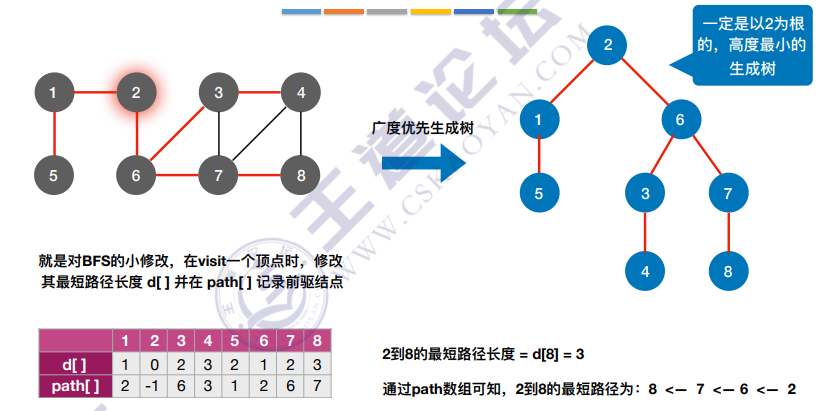 1 2 3 4
5 6 7 8
广度优先生成树
2
1 6
5 3 7
4 8
一定是以2为根
的，高度最小的
生成树
就是对BFS的小修改，在visit一个顶点时，修改
其最短路径长度 d[ ] 并在 path[ ] 记录前驱结点
1 2 3 4 5 6 7 8
d[ ] 1 0 2 3 2 1 2 3
path[ ] 2 -1 6 3 1 2 6 7
2到8的最短路径长度 = d[8] = 3
通过path数组可知，2到8的最短路径为：8 <— 7 <— 6 <— 2
王道论坛
WWW.CSKAOYAN.COM